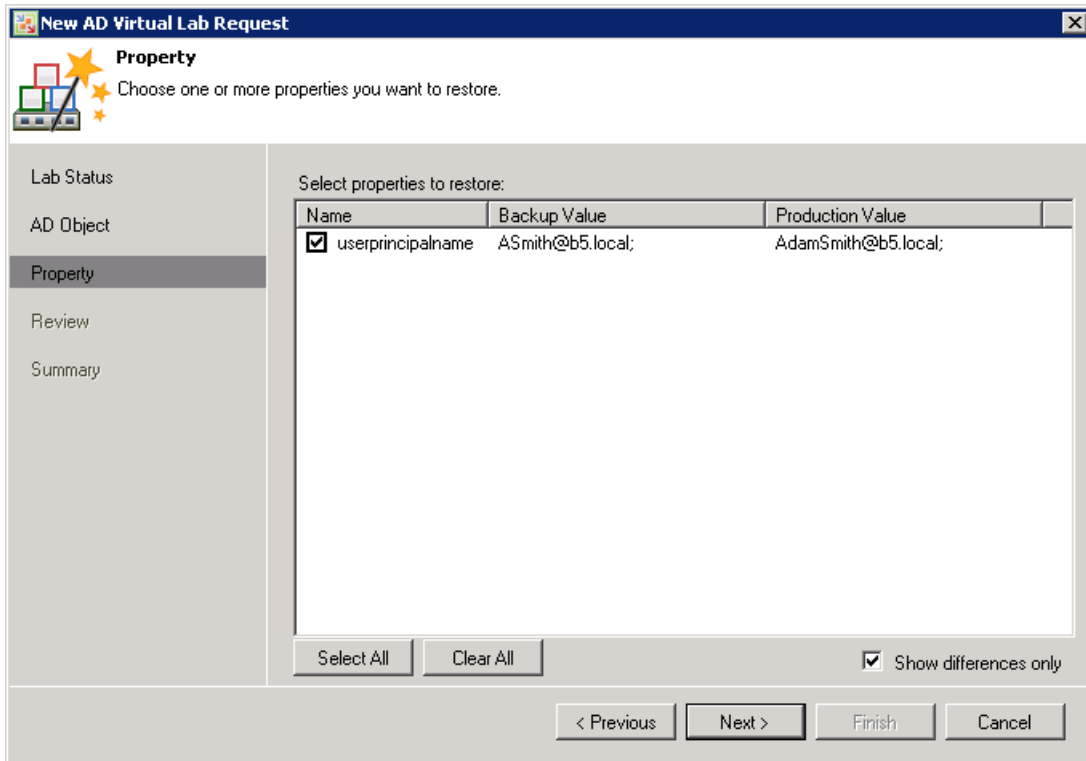 New AD Virtual Lab Request
Property
Choose one or more properties you want to restore.
Lab Status
AD Object
Property
Review
Summary
Select properties to restore:
Name Backup Value Production Value
userprincipalname ASmith@b5.local; AdamSmith@b5.local;
Select All Clear All Show differences only
< Previous Next > Finish Cancel